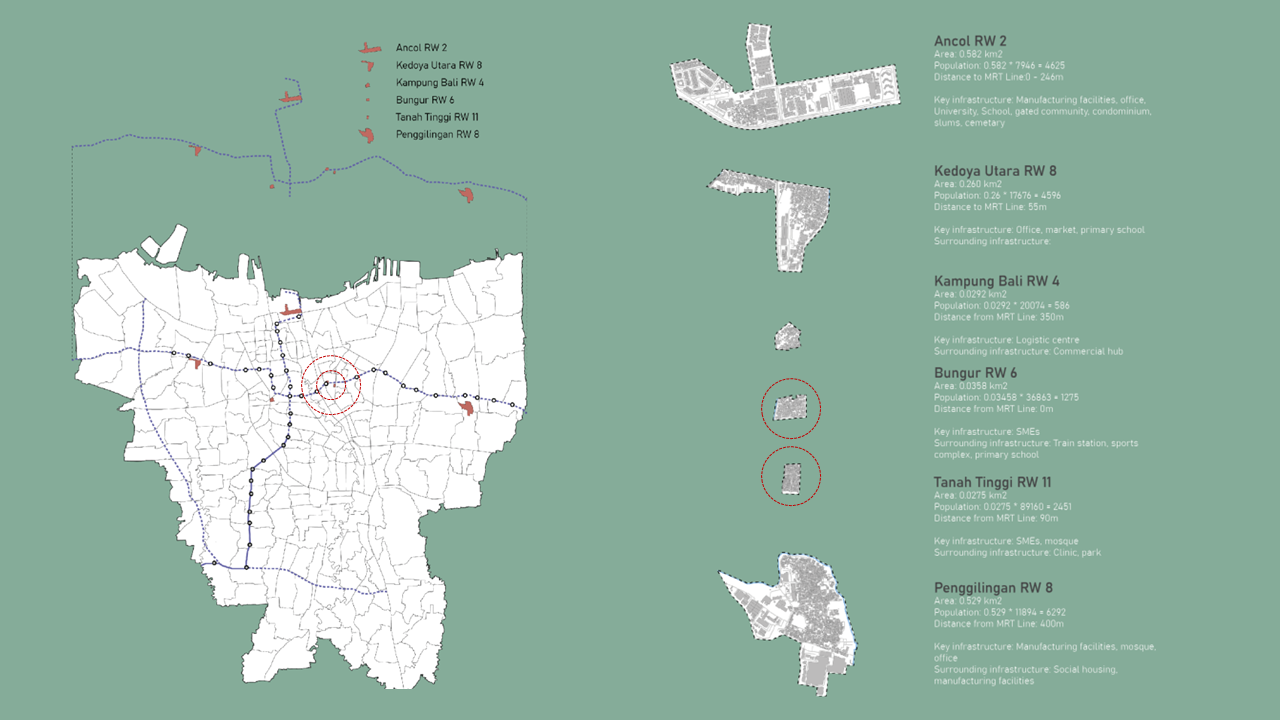 Ancol RW 2
Kedoya Utara RW 8
Kampung Bali RW 4
Bungur RW 6
Tanah Tinggi RW 11
Penggilingan RW 8
Ancol RW 2
Area: 0.582 km2
Population: 0.582 * 7946 = 4625
Distance to MRT Line:0 - 246m
Key infrastructure: Manufacturing facilities, office,
University, School, gated community, condominium,
slums, cemetary
Kedoya Utara RW 8
Area: 0.260 km2
Population: 0.26 * 17676 = 4596
Distance to MRT Line: 55m
Key infrastructure: Office, market, primary school
Surrounding infrastructure:
Kampung Bali RW 4
Area: 0.0292 km2
Population: 0.0292 * 20074 = 586
Distance from MRT Line: 350m
Key infrastructure: Logistic centre
Surrounding infrastructure: Commercial hub
Bungur RW 6
Area: 0.0358 km2
Population: 0.03458 * 36863 = 1275
Distance from MRT Line: 0m
Key infrastructure: SMEs
Surrounding infrastructure: Train station, sports
complex, primary school
Tanah Tinggi RW 11
Area: 0.0275 km2
Population: 0.0275 * 89160 = 2451
Distance from MRT Line: 90m
Key infrastructure: SMEs, mosque
Surrounding infrastructure: Clinic, park
Penggilingan RW 8
Area: 0.529 km2
Population: 0.529 * 11894 = 6292
Distance from MRT Line: 400m
Key infrastructure: Manufacturing facilities, mosque,
office
Surrounding infrastructure: Social housing,
manufacturing facilities